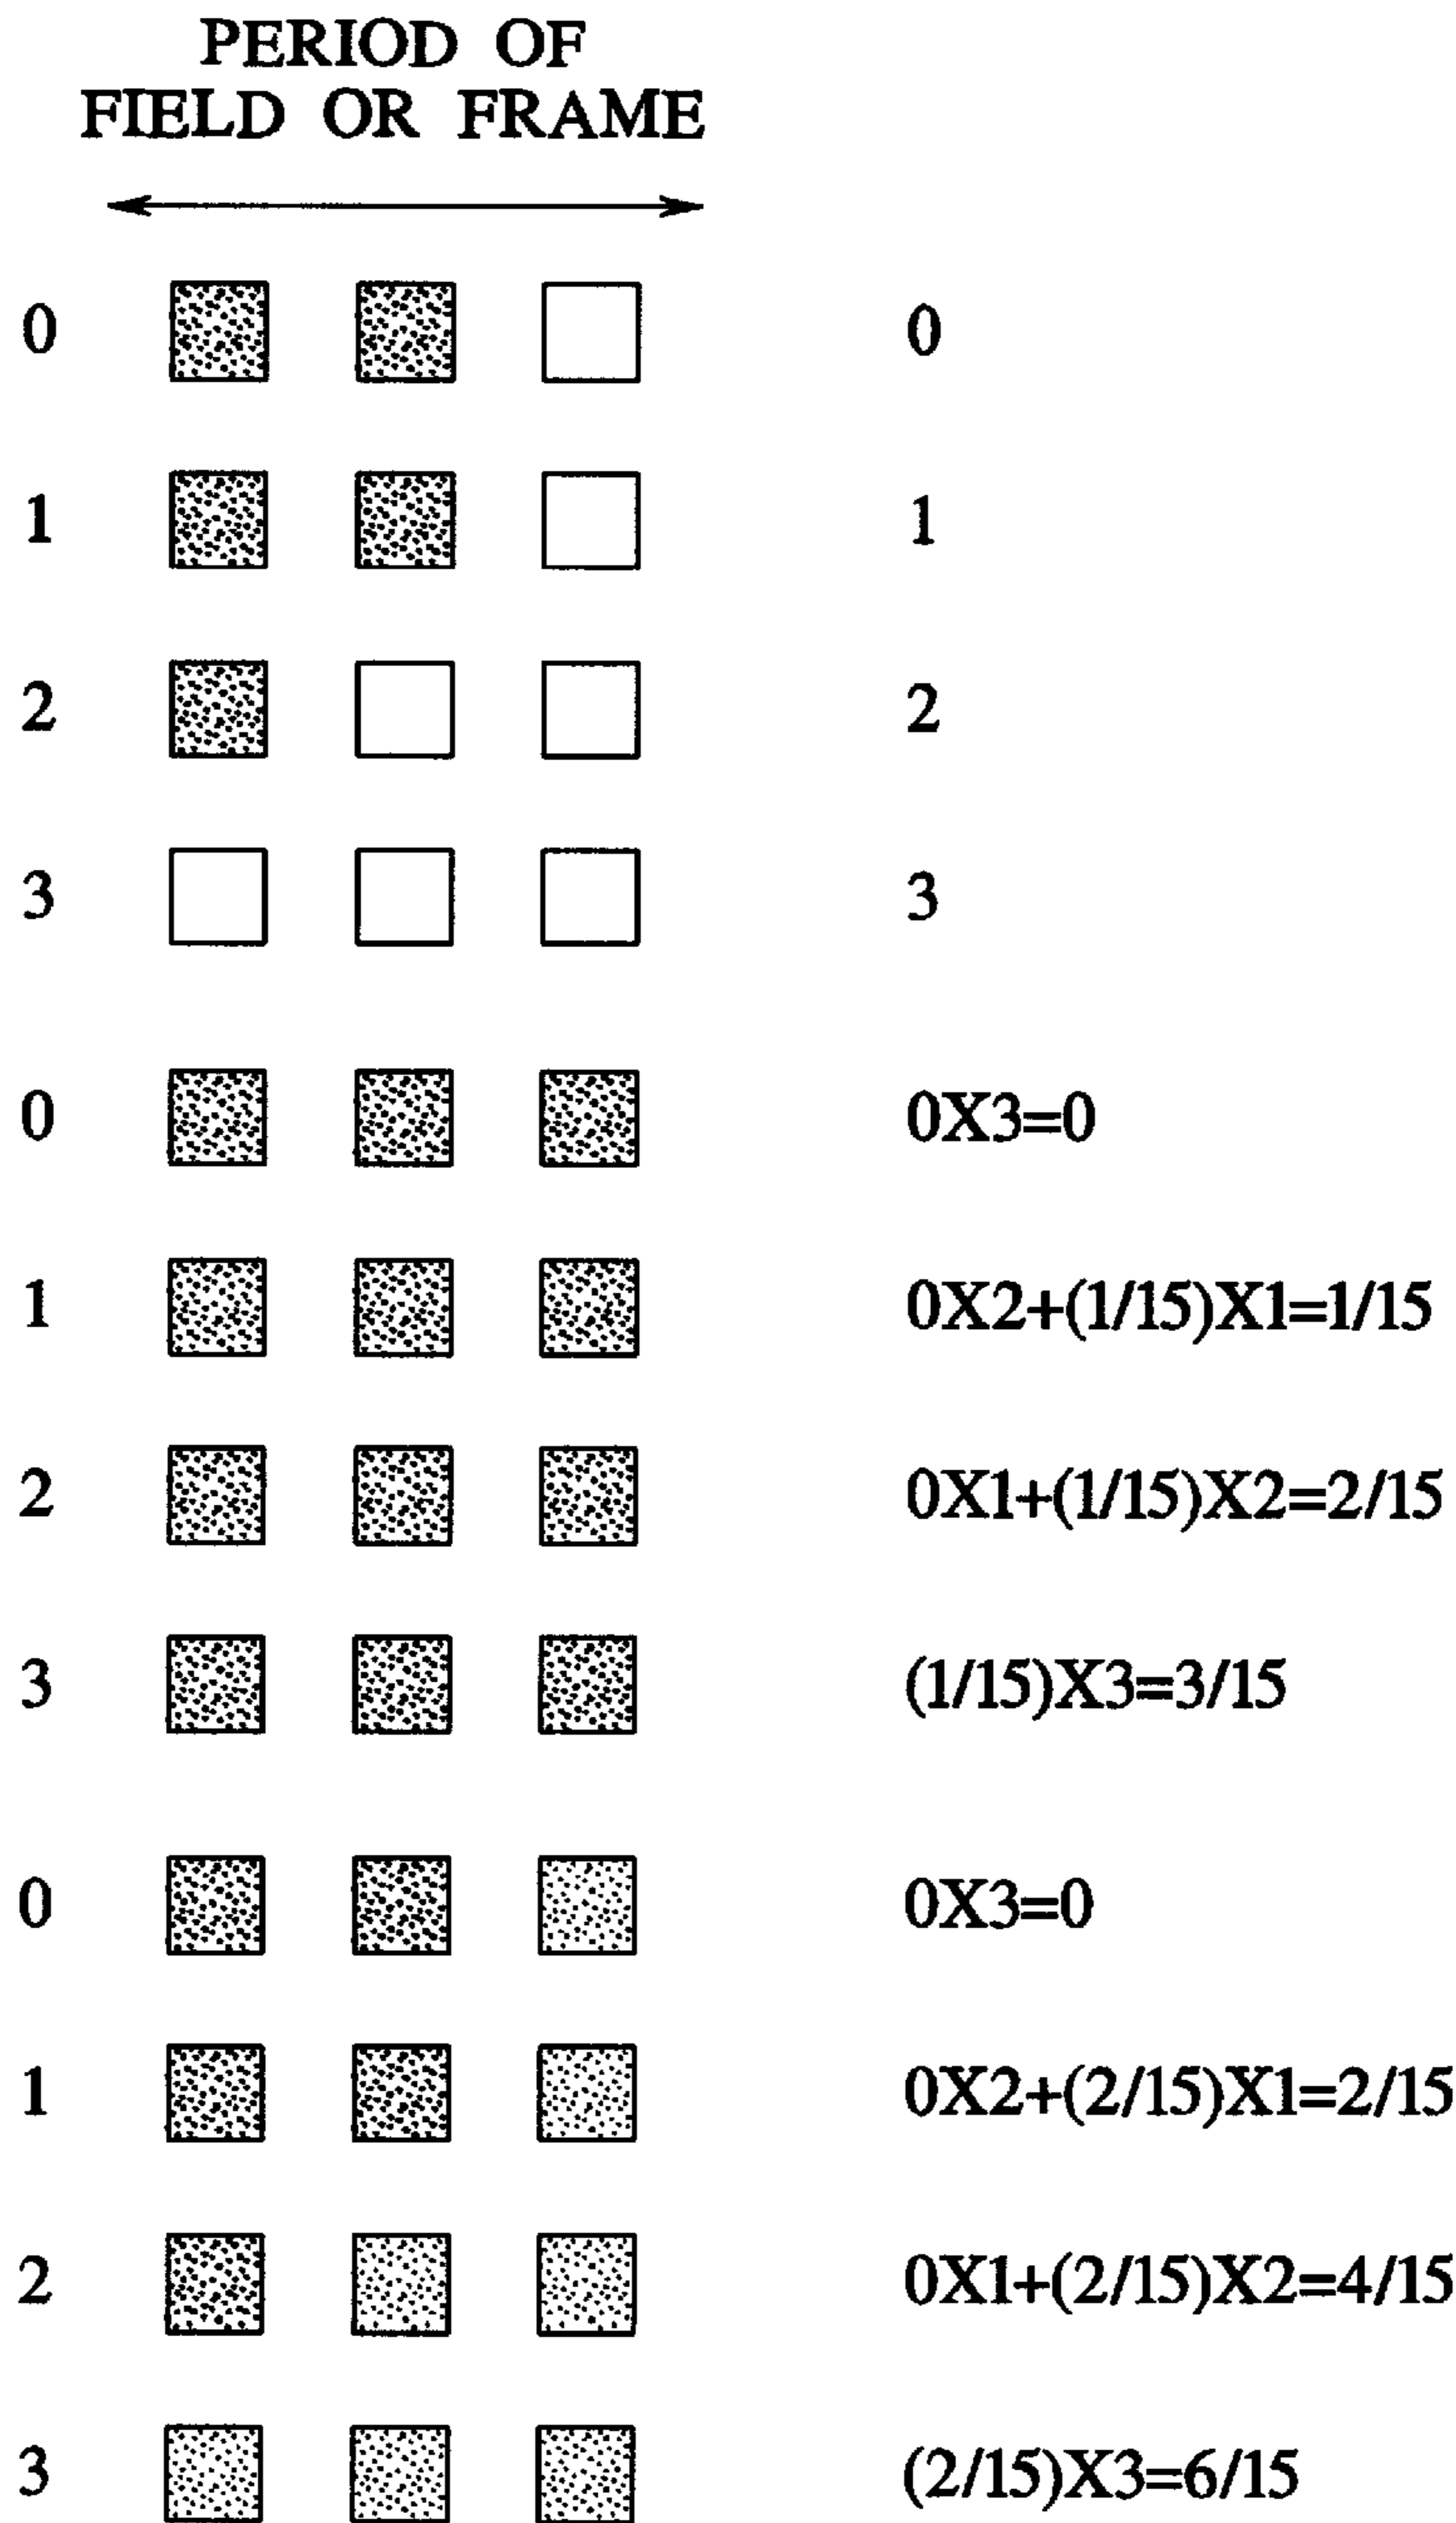 PERIOD OF
FIELD OR FRAME
0 0
1 1
2 2
3 3
0 0X3=0
1 0X2+(1/15)X1=1/15
2 0X1+(1/15)X2=2/15
3 (1/15)X3=3/15
0 0X3=0
1 0X2+(2/15)X1=2/15
2 0X1+(2/15)X2=4/15
3 (2/15)X3=6/15